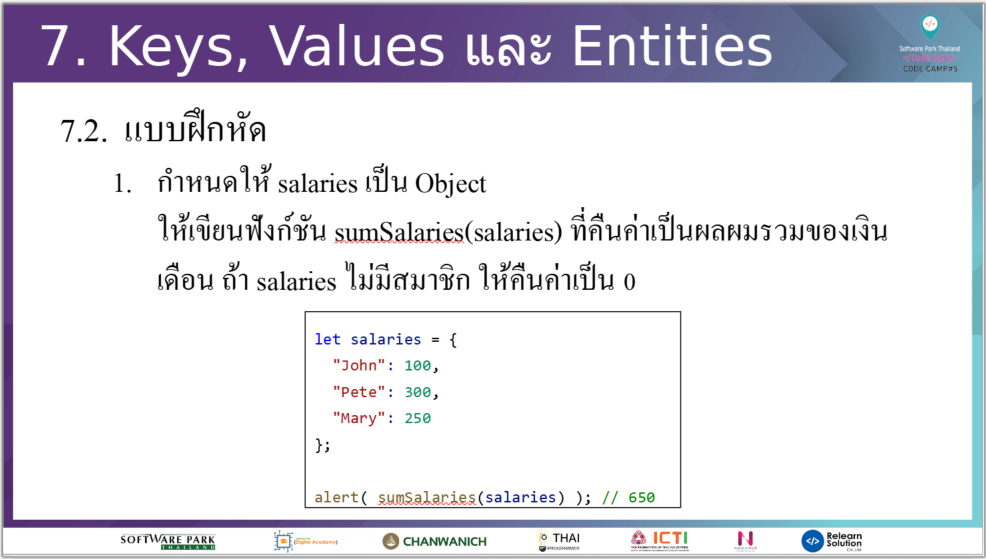 7. Keys, Values และ Entities
Software Park Thailand
CODE CAMP#5
7.2. แบบฝึกหัด
1. กำหนดให้ salaries เป็น Object
ให้เขียนฟังก์ชัน sumSalaries(salaries) ที่คืนค่าเป็นผลผมรวมของเงิน
เดือน ถ้า salaries ไม่มีสมาชิก ให้คืนค่าเป็น 0
let salaries = {
"John": 100,
"Pete": 300,
"Mary": 250
};
alert( sumSalaries(salaries) ); // 650
SOFTWARE PARK
THAILAND
Digital Academy
CHANWANICH
THAI
PROGRAMMER
ICTI
Relearn
Solution
Co., Ltd.